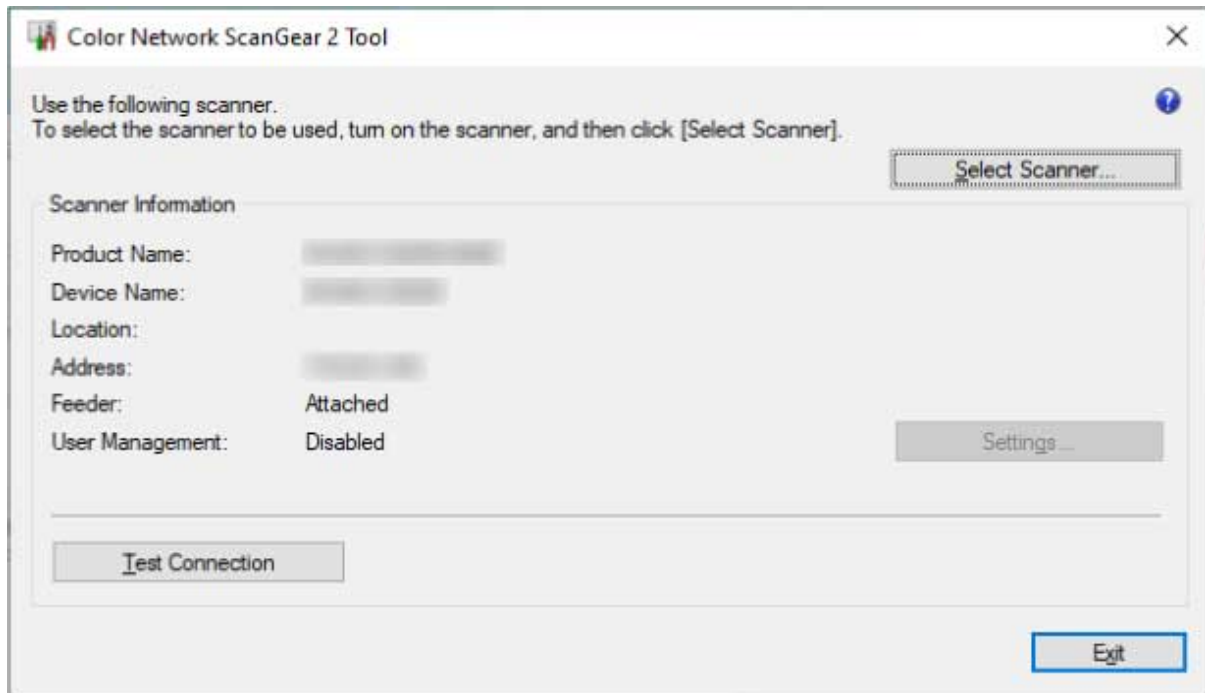 Color Network ScanGear 2 Tool
Use the following scanner.
To select the scanner to be used, turn on the scanner, and then click [Select Scanner].
Select Scanner...
Scanner Information
Product Name:
Device Name:
Location:
Address:
Feeder: Attached
User Management: Disabled
Settings...
Test Connection
Exit